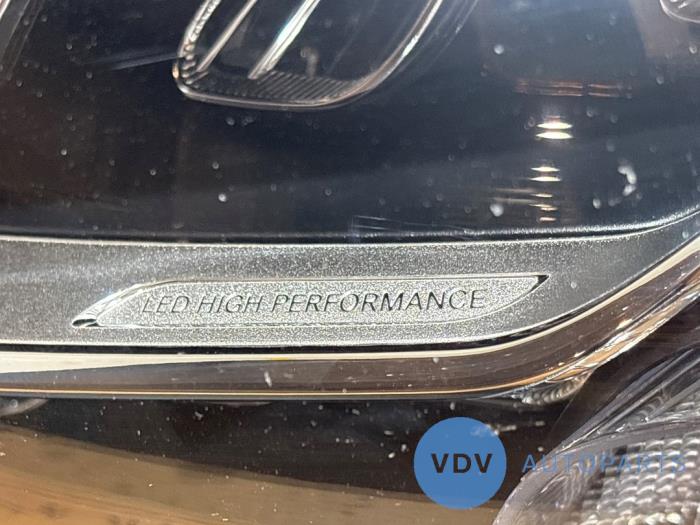 LED HIGH PERFORMANCE
VDV AUTOPARTS